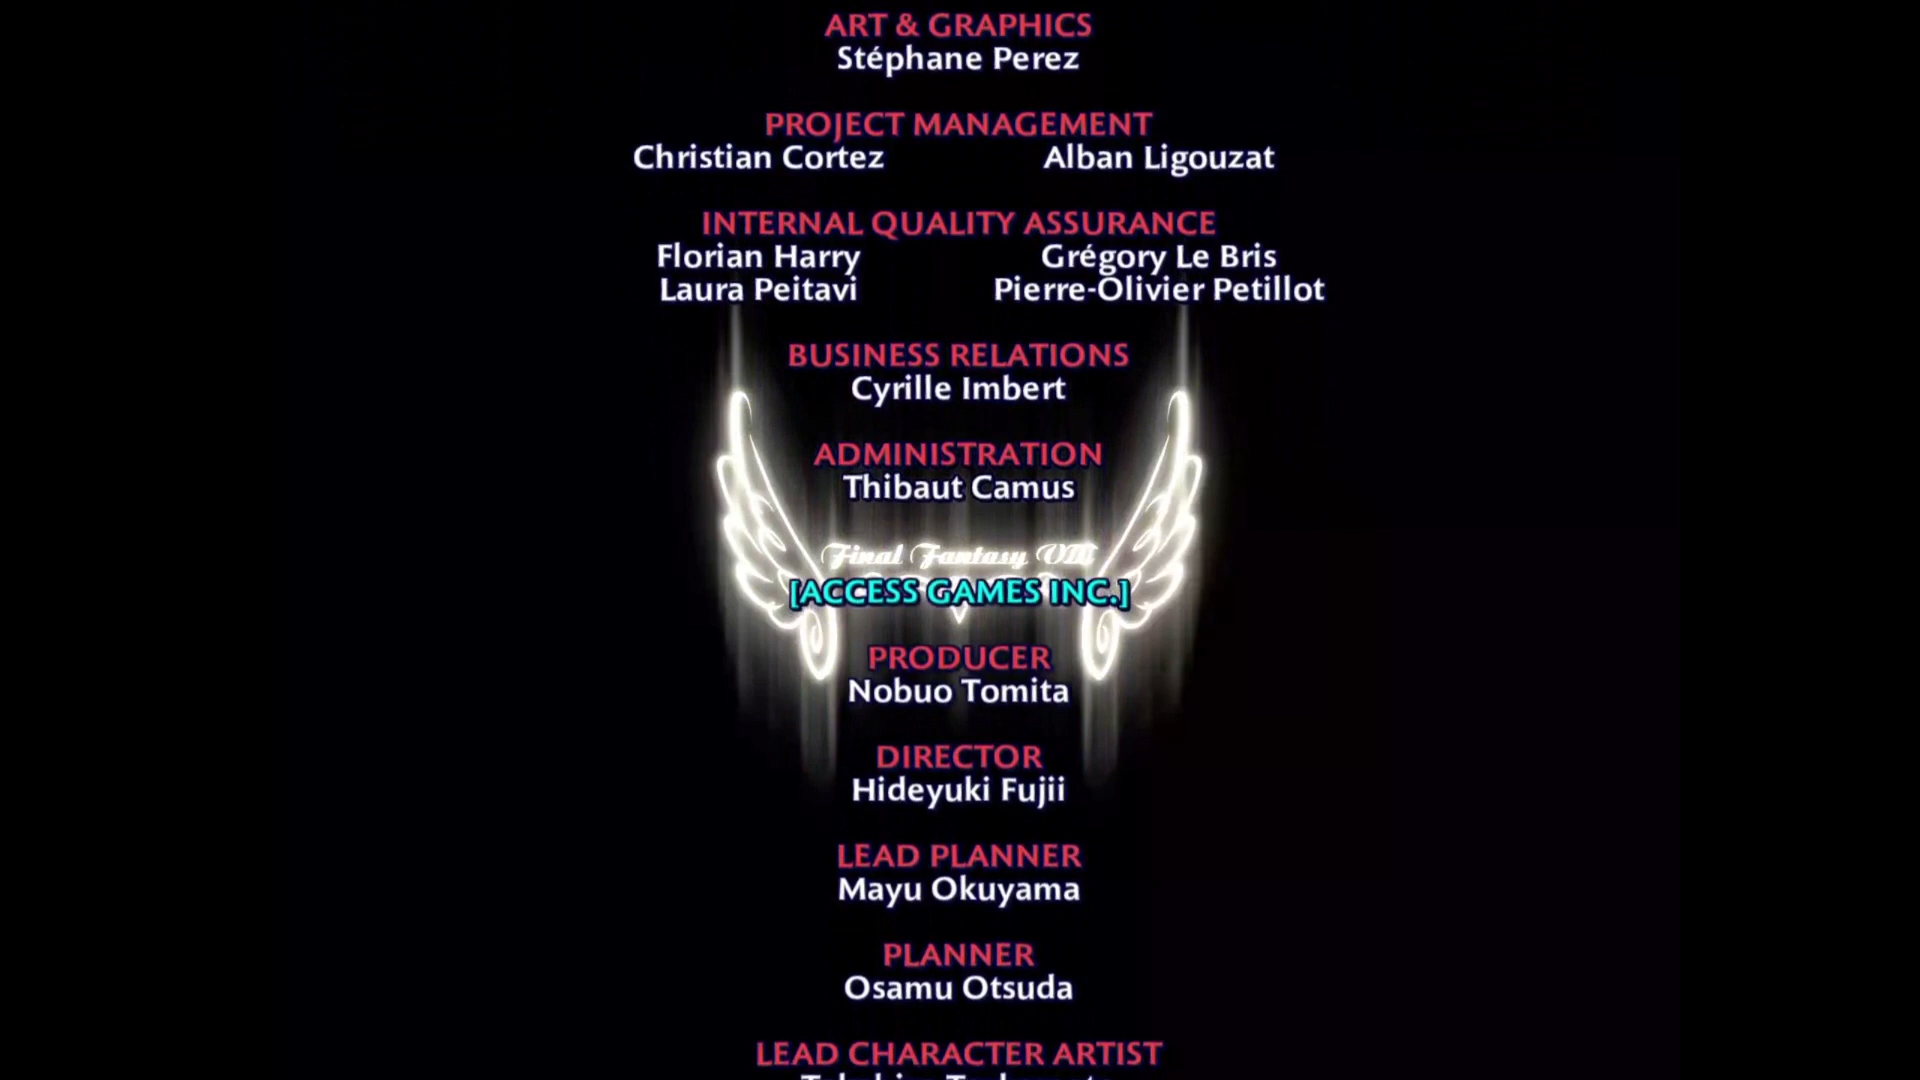 ART & GRAPHICS
Stéphane Perez
PROJECT MANAGEMENT
Christian Cortez Alban Ligouzat
INTERNAL QUALITY ASSURANCE
Florian Harry Grégory Le Bris
Laura Peitavi Pierre-Olivier Petillot
BUSINESS RELATIONS
Cyrille Imbert
ADMINISTRATION
Thibaut Camus
Final Fantasy VIII
[ACCESS GAMES INC.]
PRODUCER
Nobuo Tomita
DIRECTOR
Hideyuki Fujii
LEAD PLANNER
Mayu Okuyama
PLANNER
Osamu Otsuda
LEAD CHARACTER ARTIST